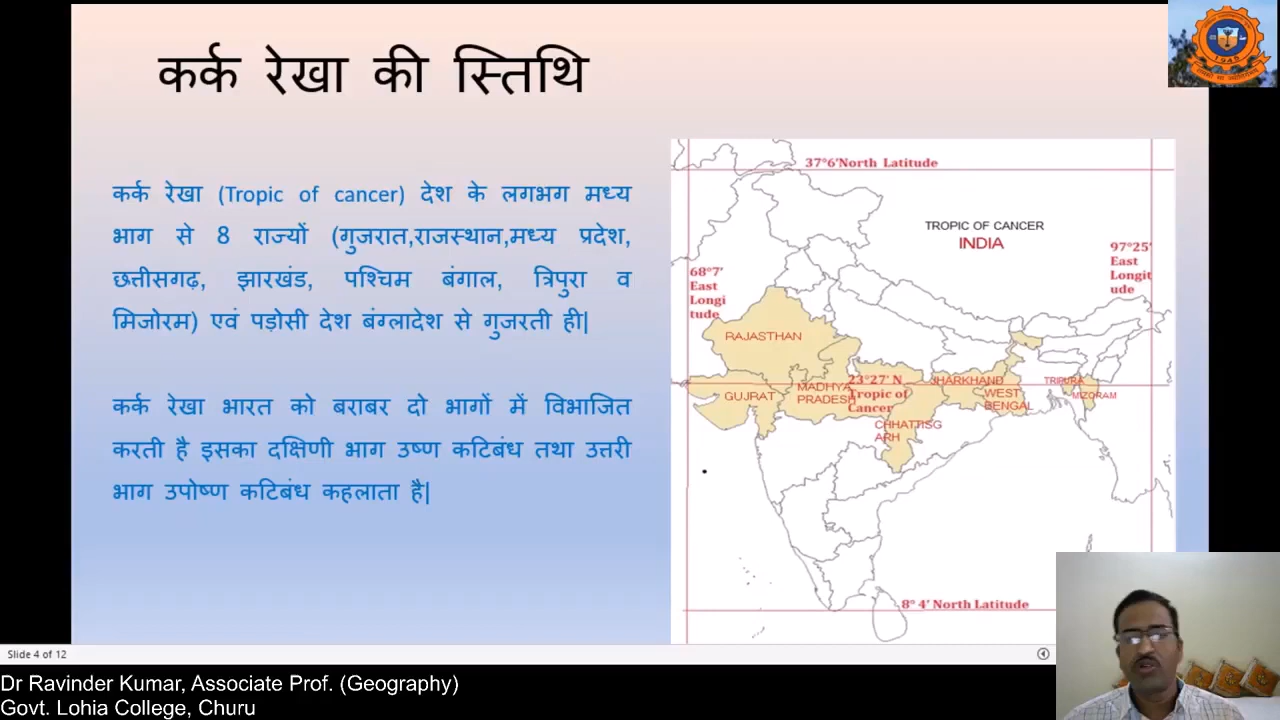 कर्क रेखा की स्तिथि
कर्क रेखा (Tropic of cancer) देश के लगभग मध्य
भाग से 8 राज्यों (गुजरात,राजस्थान,मध्य प्रदेश,
छत्तीसगढ़, झारखंड, पश्चिम बंगाल, त्रिपुरा व
मिजोरम) एवं पड़ोसी देश बंग्लादेश से गुजरती ही|
कर्क रेखा भारत को बराबर दो भागों में विभाजित
करती है इसका दक्षिणी भाग उष्ण कटिबंध तथा उत्तरी
भाग उपोष्ण कटिबंध कहलाता है|
37°6'North Latitude
TROPIC OF CANCER
INDIA
97°25'
East
Longit
ude
68°7'
East
Longi
tude
RAJASTHAN
GUJRAT
MADHYA
PRADESH
23°27' N
Tropic of
Cancer
JHARKHAND
WEST
BENGAL
TRIPURA
MIZORAM
CHHATTISG
ARH
8° 4' North Latitude
1945
Slide 4 of 12
Dr Ravinder Kumar, Associate Prof. (Geography)
Govt. Lohia College, Churu